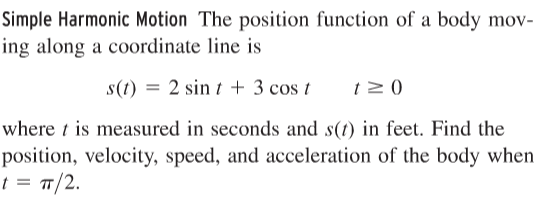 Simple Harmonic Motion The position function of a body mov-
ing along a coordinate line is
s(t) = 2 sin t + 3 cos t t ≥ 0
where t is measured in seconds and s(t) in feet. Find the
position, velocity, speed, and acceleration of the body when
t = π/2.